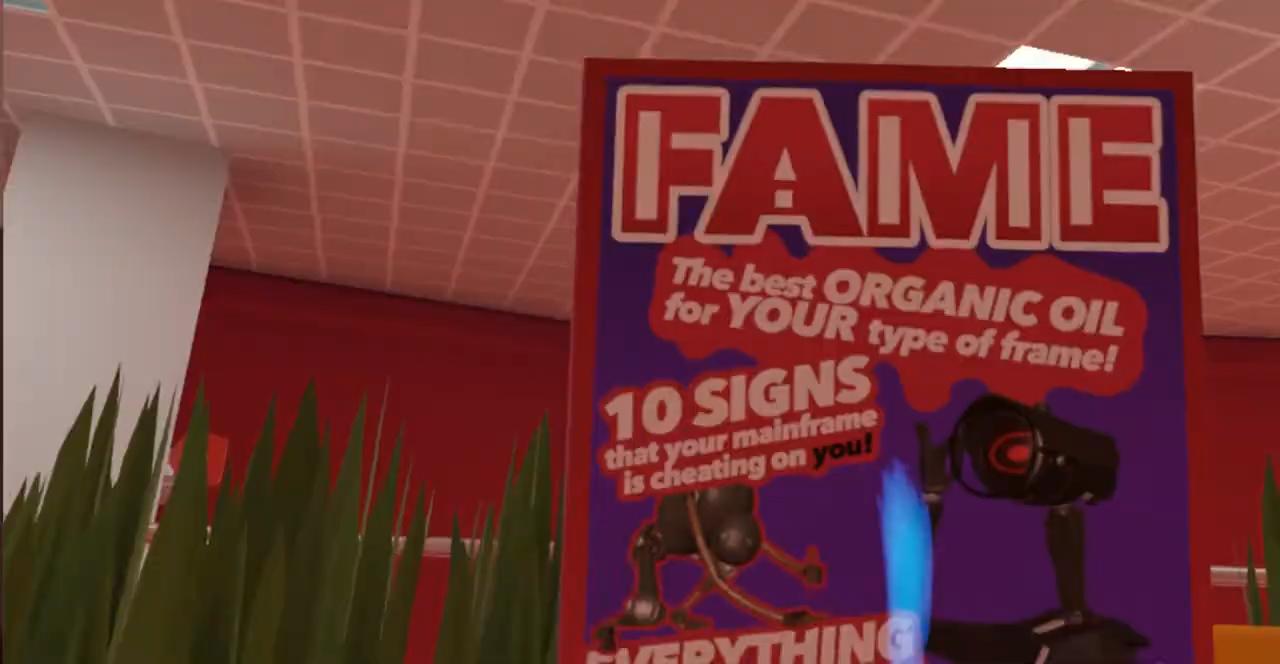 FAME
The best ORGANIC OIL
for YOUR type of frame!
10 SIGNS
that your mainframe
is cheating on you!
EVERYTHING